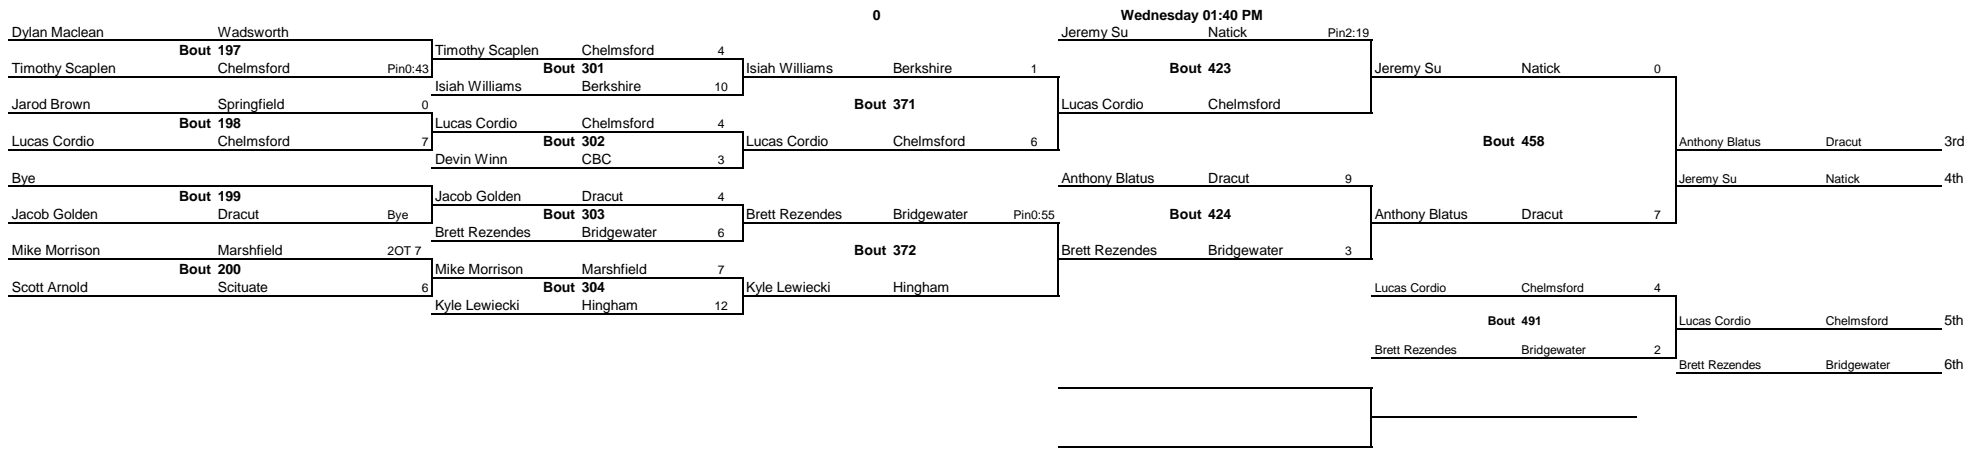 0 Wednesday 01:40 PM
Dylan Maclean Wadsworth Jeremy Su Natick Pin2:19
Bout 197 Timothy Scaplen Chelmsford 4
Timothy Scaplen Chelmsford Pin0:43 Bout 301 Isiah Williams Berkshire 1 Bout 423 Jeremy Su Natick 0
Isiah Williams Berkshire 10
Jarod Brown Springfield 0 Bout 371 Lucas Cordio Chelmsford
Bout 198 Lucas Cordio Chelmsford 4
Lucas Cordio Chelmsford 7 Bout 302 Lucas Cordio Chelmsford 6 Bout 458 Anthony Blatus Dracut 3rd
Devin Winn CBC 3
Bye Anthony Blatus Dracut 9 Jeremy Su Natick 4th
Bout 199 Jacob Golden Dracut 4
Jacob Golden Dracut Bye Bout 303 Brett Rezendes Bridgewater Pin0:55 Bout 424 Anthony Blatus Dracut 7
Brett Rezendes Bridgewater 6
Mike Morrison Marshfield 2OT 7 Bout 372 Brett Rezendes Bridgewater 3
Bout 200 Mike Morrison Marshfield 7
Scott Arnold Scituate 6 Bout 304 Kyle Lewiecki Hingham Lucas Cordio Chelmsford 4
Kyle Lewiecki Hingham 12
Bout 491 Lucas Cordio Chelmsford 5th
Brett Rezendes Bridgewater 2
Brett Rezendes Bridgewater 6th